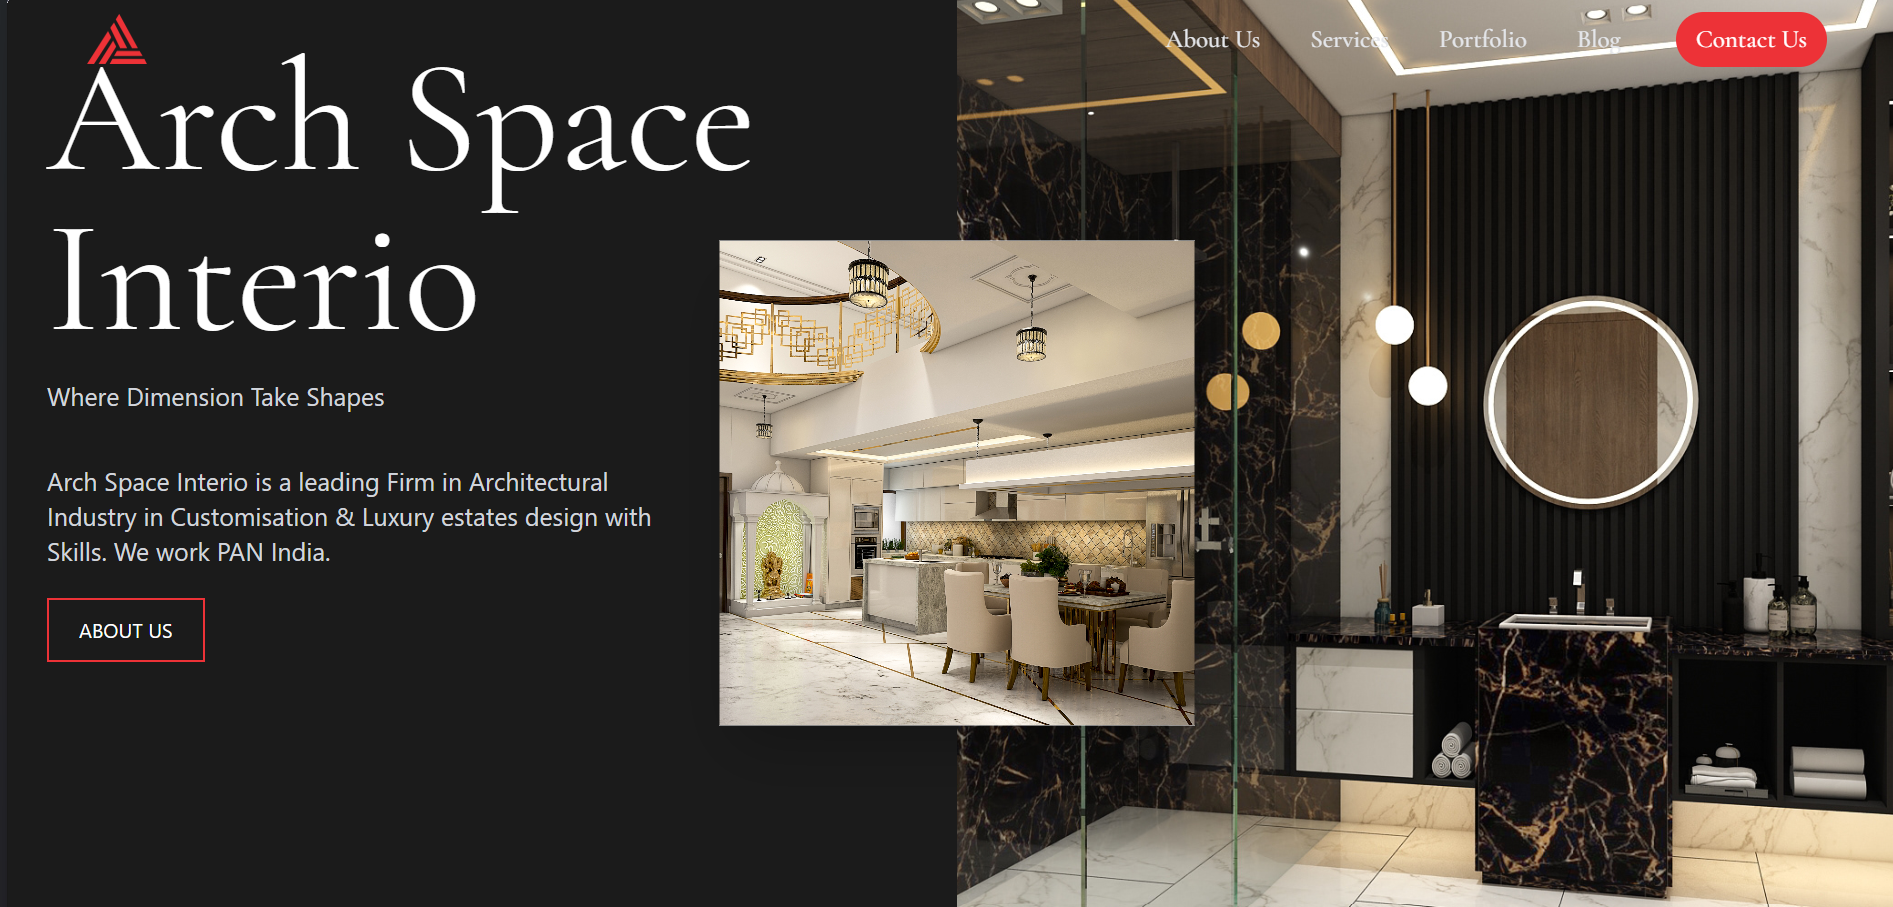 About Us Services Portfolio Blog Contact Us
Arch Space
Interio
Where Dimension Take Shapes
Arch Space Interio is a leading Firm in Architectural
Industry in Customisation & Luxury estates design with
Skills. We work PAN India.
ABOUT US